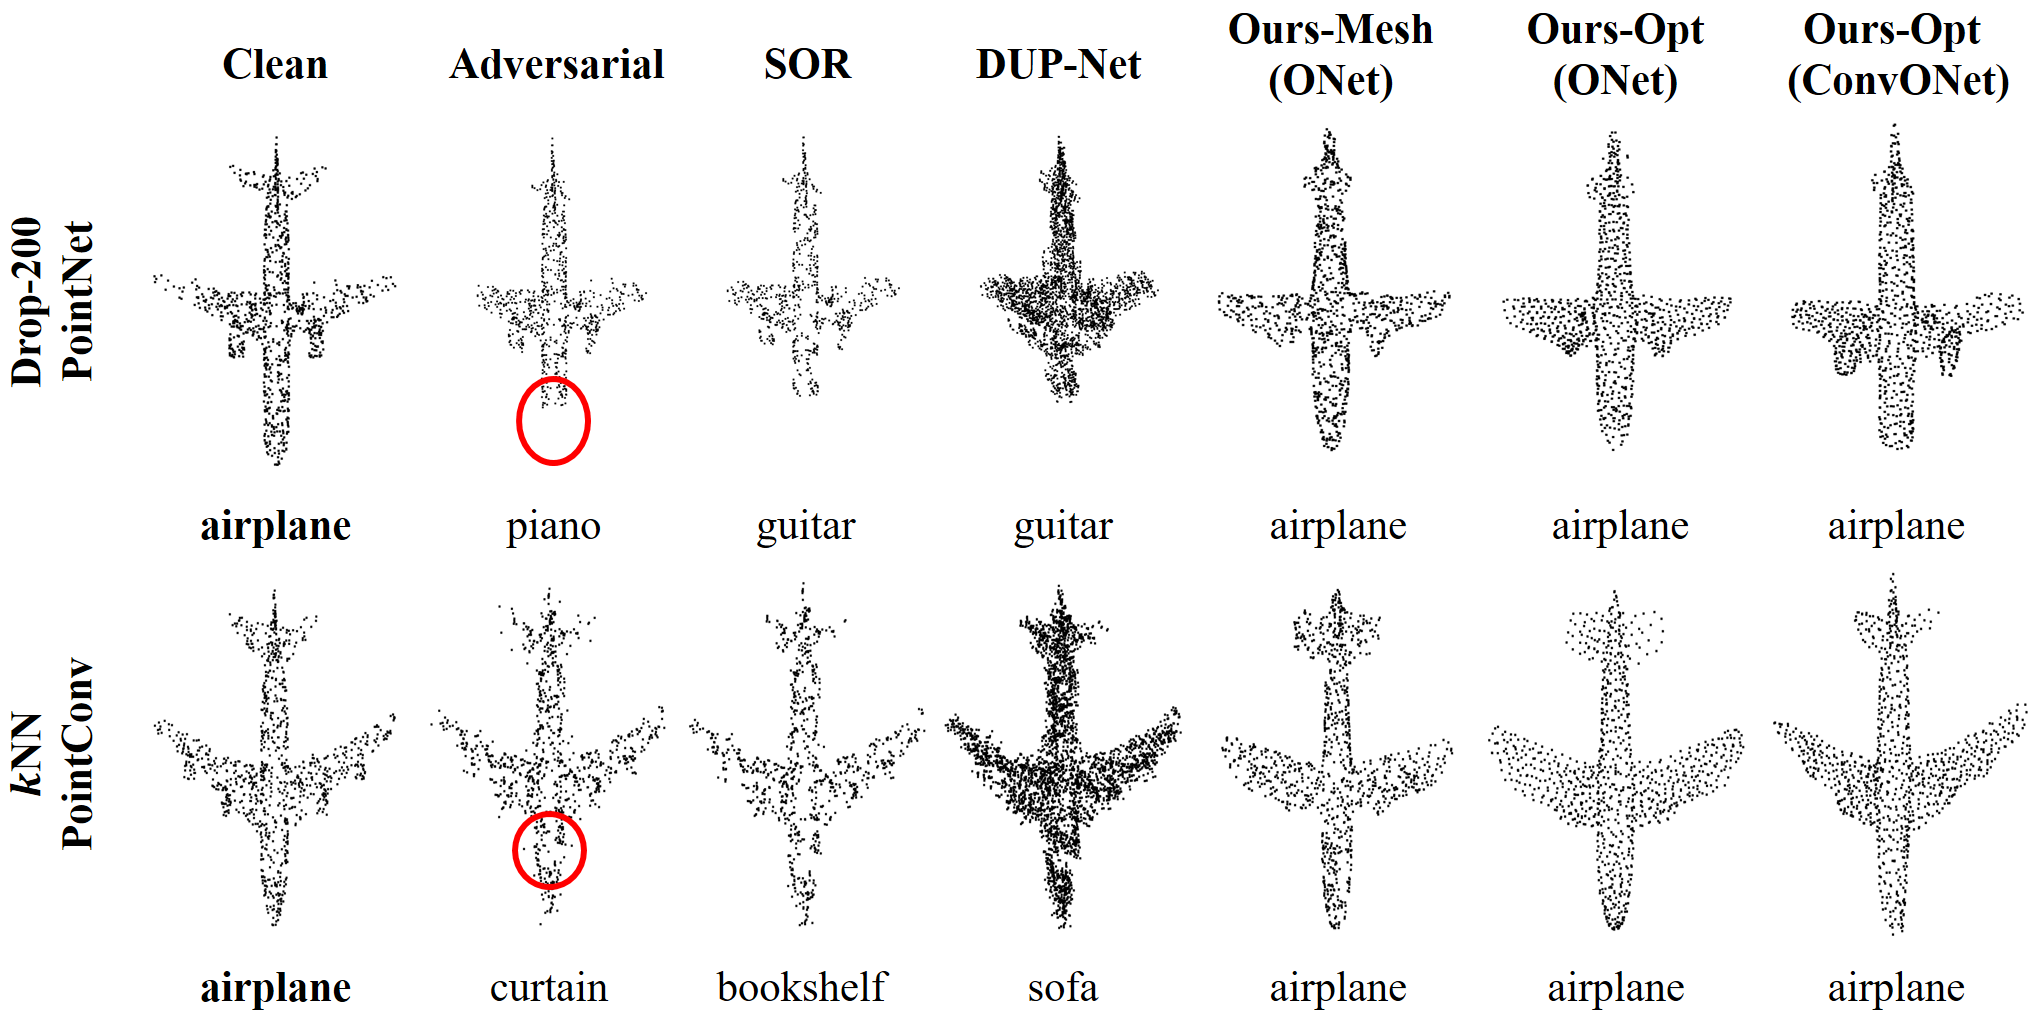 Clean
Adversarial
SOR
DUP-Net
Ours-Mesh
(ONet)
Ours-Opt
(ONet)
Ours-Opt
(ConvONet)
Drop-200
PointNet
airplane
piano
guitar
guitar
airplane
airplane
airplane
kNN
PointConv
airplane
curtain
bookshelf
sofa
airplane
airplane
airplane